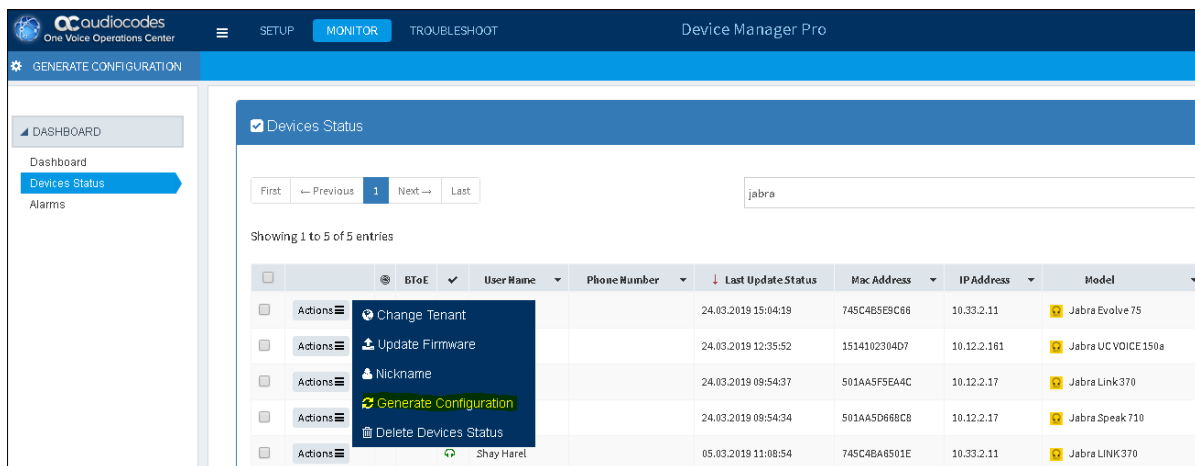 audiocodes
One Voice Operations Center
SETUP MONITOR TROUBLESHOOT Device Manager Pro
GENERATE CONFIGURATION
DASHBOARD
Dashboard
Devices Status
Alarms
Devices Status
First ← Previous 1 Next → Last
jabra
Showing 1 to 5 of 5 entries
BToE User Name Phone Number ↓ Last Update Status Mac Address IP Address Model
Actions 24.03.2019 15:04:19 745C4B5E9C66 10.33.2.11 Jabra Evolve 75
Change Tenant
Update Firmware
Nickname
Generate Configuration
Delete Devices Status
Actions 24.03.2019 12:35:52 1514102304D7 10.12.2.161 Jabra UC VOICE 150a
Actions 24.03.2019 09:54:37 501AA5F5EA4C 10.12.2.17 Jabra Link 370
Actions 24.03.2019 09:54:34 501AA5D668C8 10.12.2.17 Jabra Speak 710
Actions Shay Harel 05.03.2019 11:08:54 745C4BA6501E 10.33.2.11 Jabra LINK 370